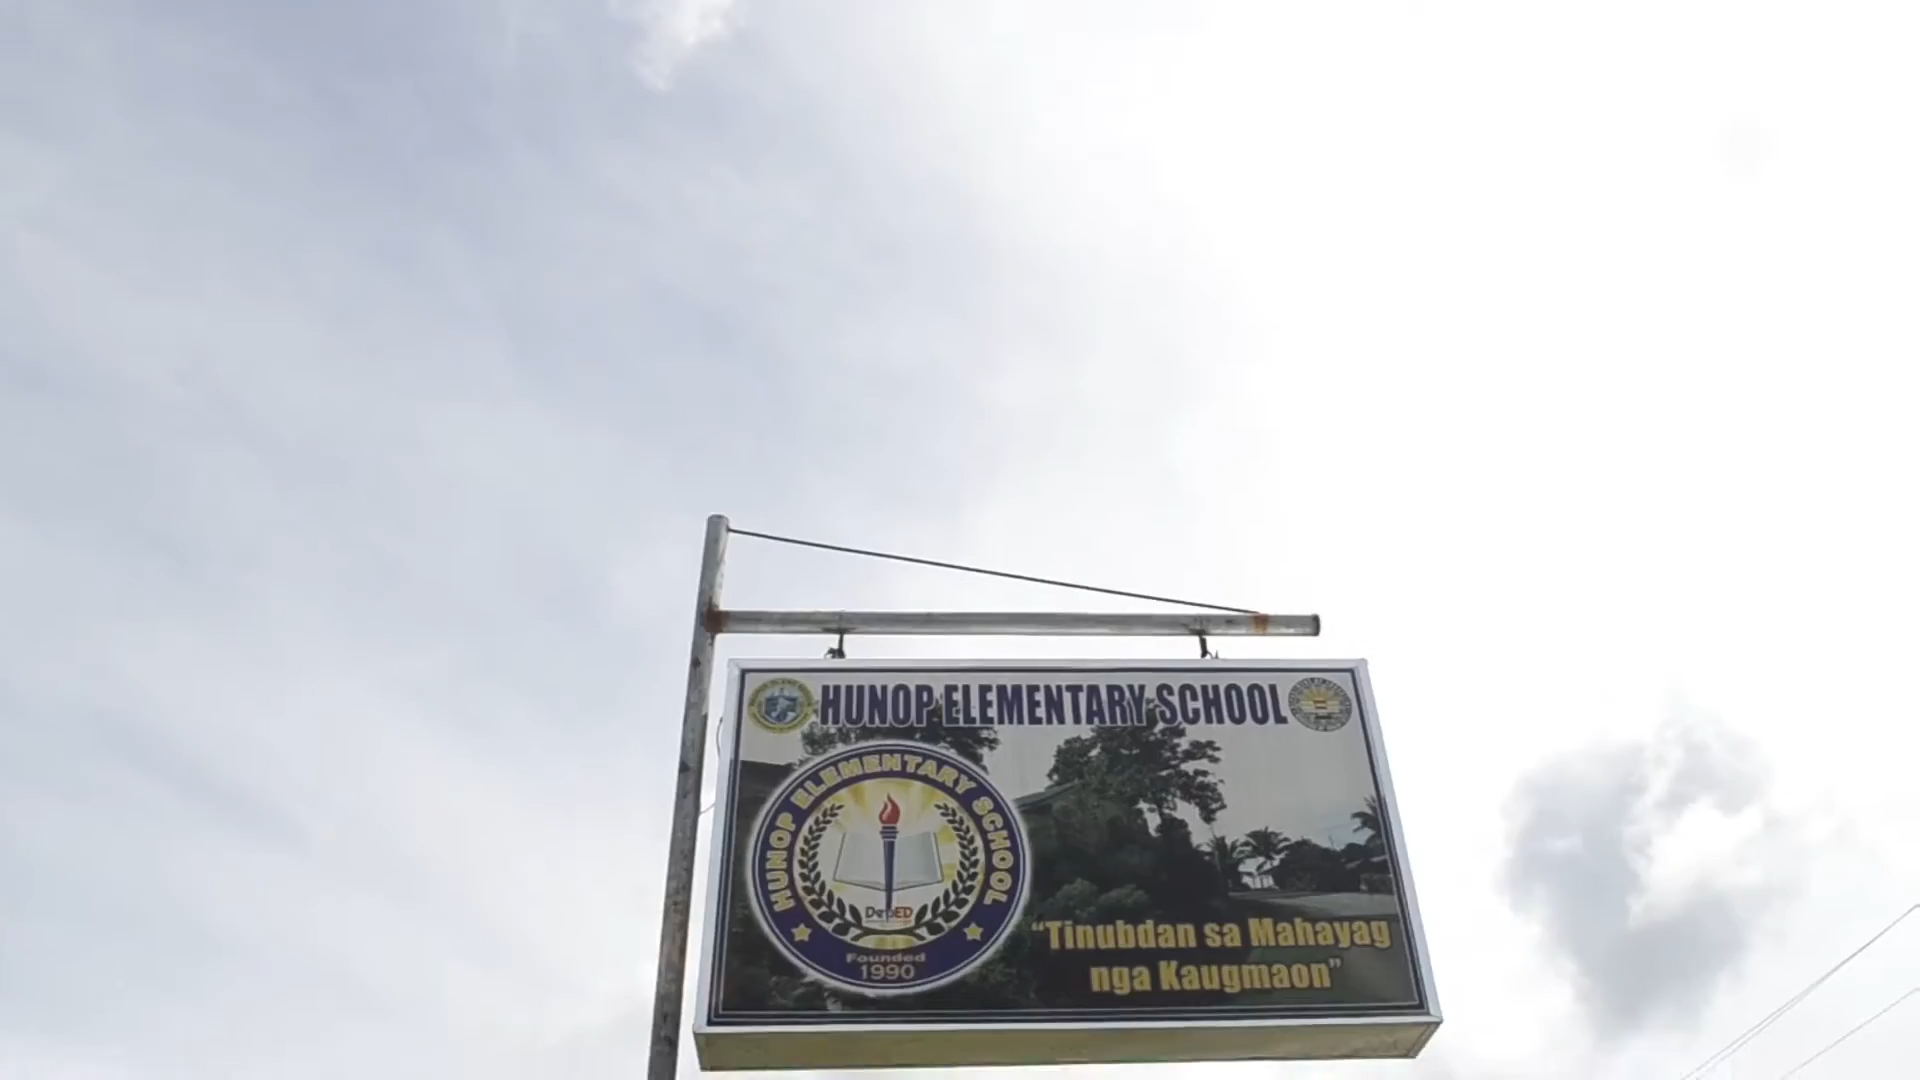 HUNOP ELEMENTARY SCHOOL
HUNOP ELEMENTARY SCHOOL
DepED
Founded
1990
“Tinubdan sa Mahayag
nga Kaugmaon”